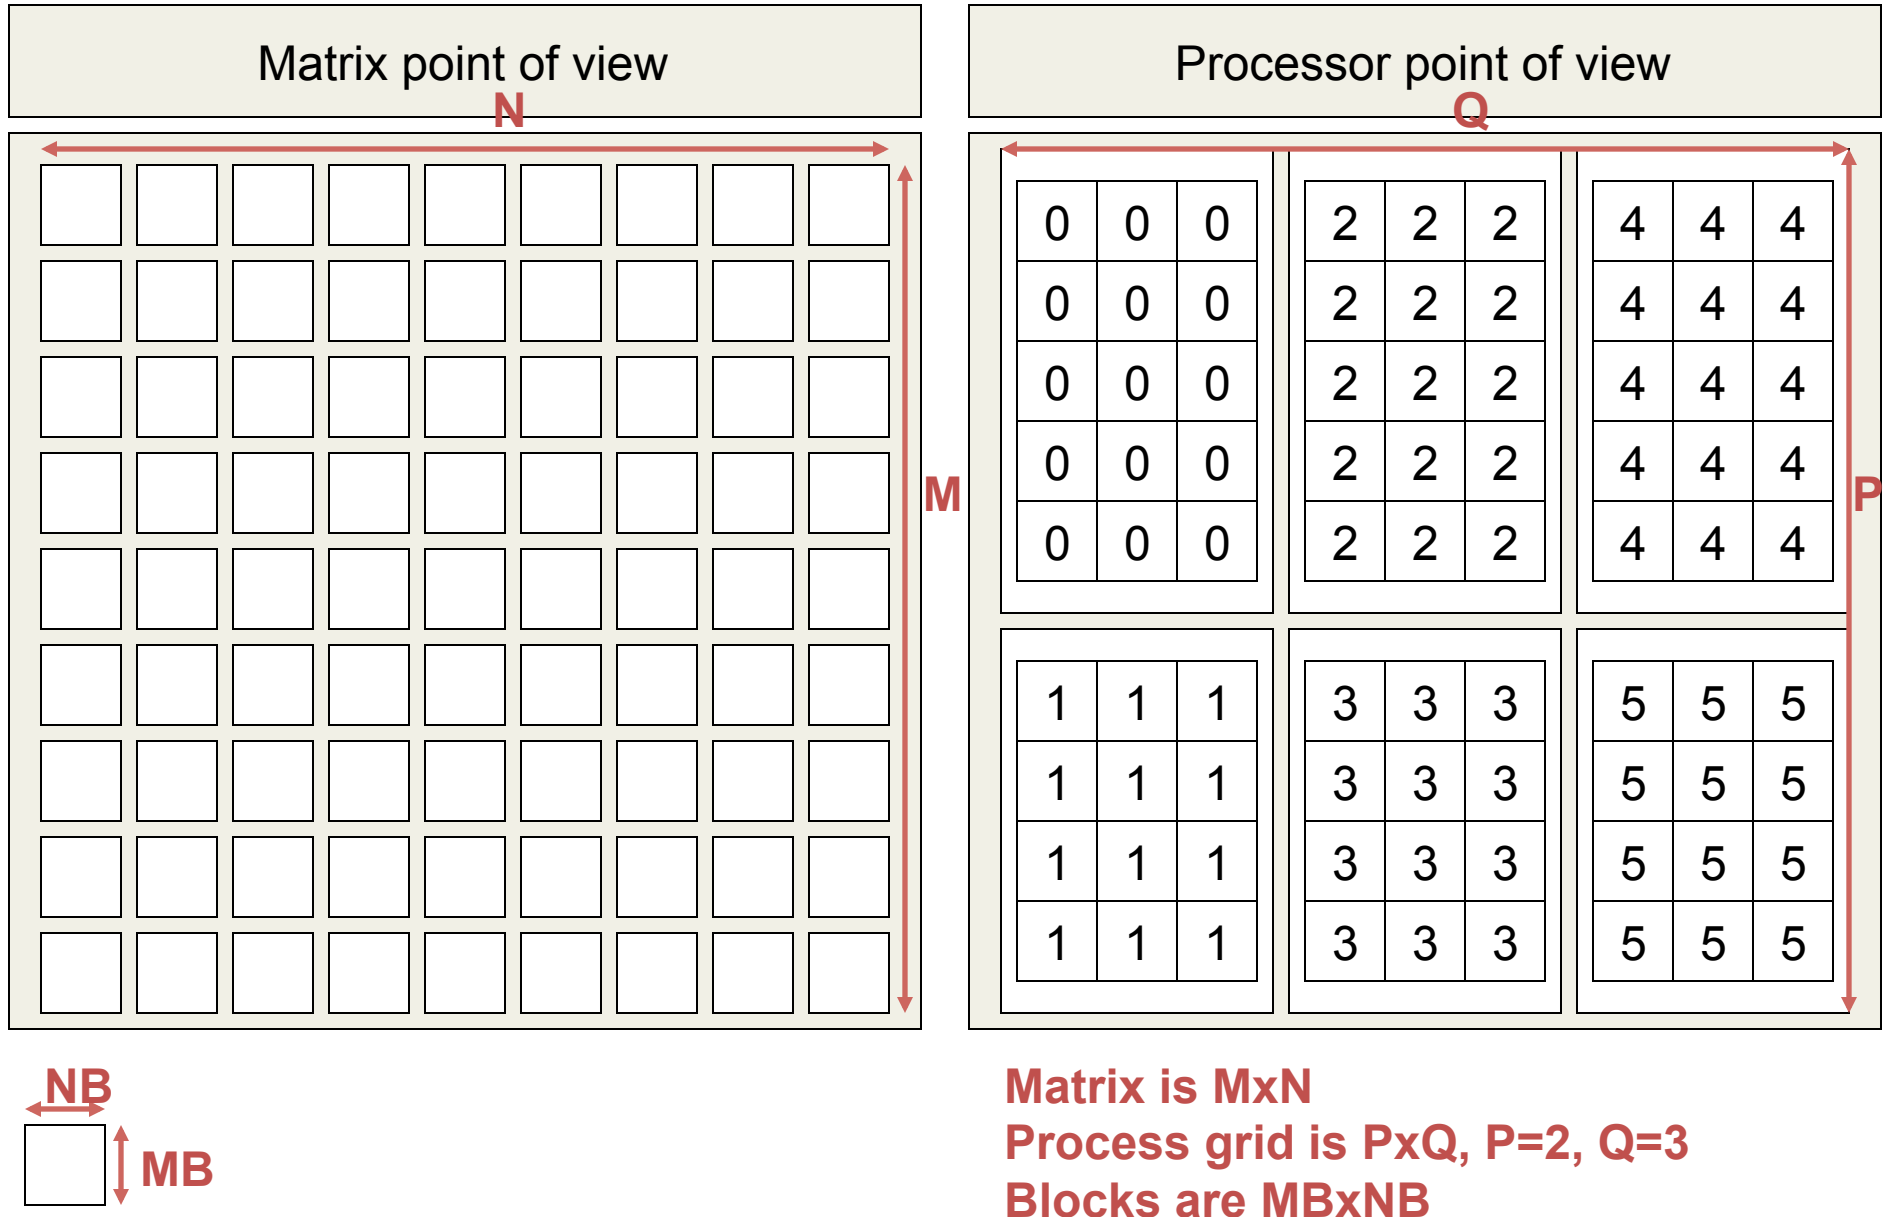 Matrix point of view
N
M
NB
MB
Processor point of view
Q
P
0 0 0 2 2 2 4 4 4
0 0 0 2 2 2 4 4 4
0 0 0 2 2 2 4 4 4
0 0 0 2 2 2 4 4 4
0 0 0 2 2 2 4 4 4
1 1 1 3 3 3 5 5 5
1 1 1 3 3 3 5 5 5
1 1 1 3 3 3 5 5 5
1 1 1 3 3 3 5 5 5
Matrix is MxN
Process grid is PxQ, P=2, Q=3
Blocks are MBxNB